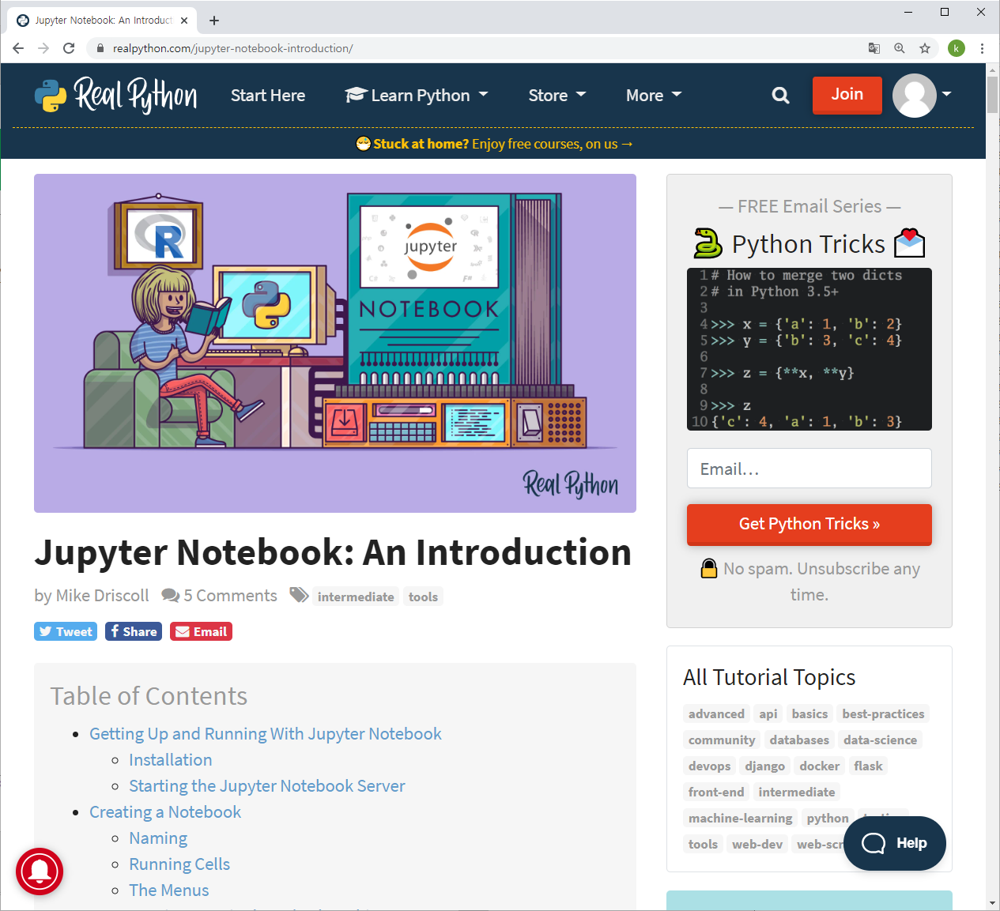 Jupyter Notebook: An Introduct
realpython.com/jupyter-notebook-introduction/
k
Real Python
Start Here
Learn Python
Store
More
Join
Stuck at home? Enjoy free courses, on us →
R
jupyter
NOTEBOOK
C#
F#
Real Python
Jupyter Notebook: An Introduction
by Mike Driscoll
5 Comments
intermediate
tools
Tweet
Share
Email
Table of Contents
Getting Up and Running With Jupyter Notebook
Installation
Starting the Jupyter Notebook Server
Creating a Notebook
Naming
Running Cells
The Menus
— FREE Email Series —
Python Tricks
1 # How to merge two dicts
2 # in Python 3.5+
3
4 >>> x = {'a': 1, 'b': 2}
5 >>> y = {'b': 3, 'c': 4}
6
7 >>> z = {**x, **y}
8
9 >>> z
10 {'c': 4, 'a': 1, 'b': 3}
Email…
Get Python Tricks »
No spam. Unsubscribe any
time.
All Tutorial Topics
advanced api basics best-practices
community databases data-science
devops django docker flask
front-end intermediate
machine-learning python
tools web-dev web-scr
Help